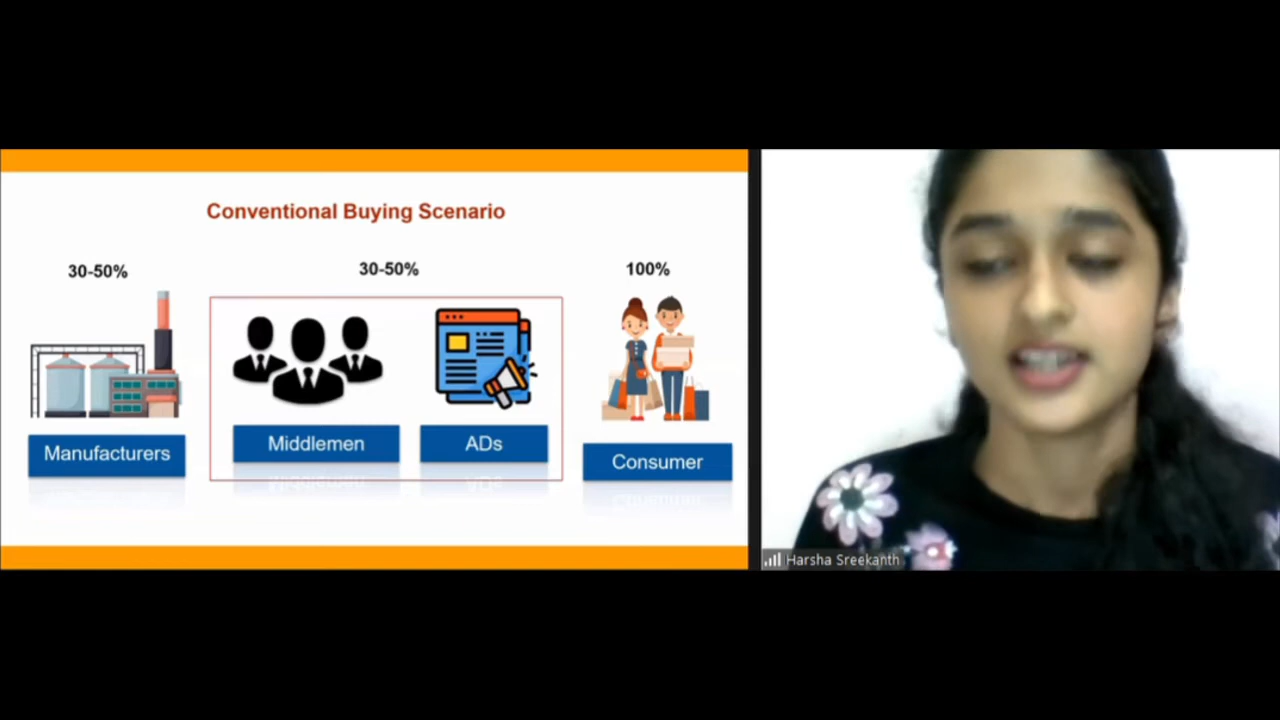 Conventional Buying Scenario
30-50%
30-50%
100%
Manufacturers
Middlemen
ADs
Consumer
Harsha Sreekanth